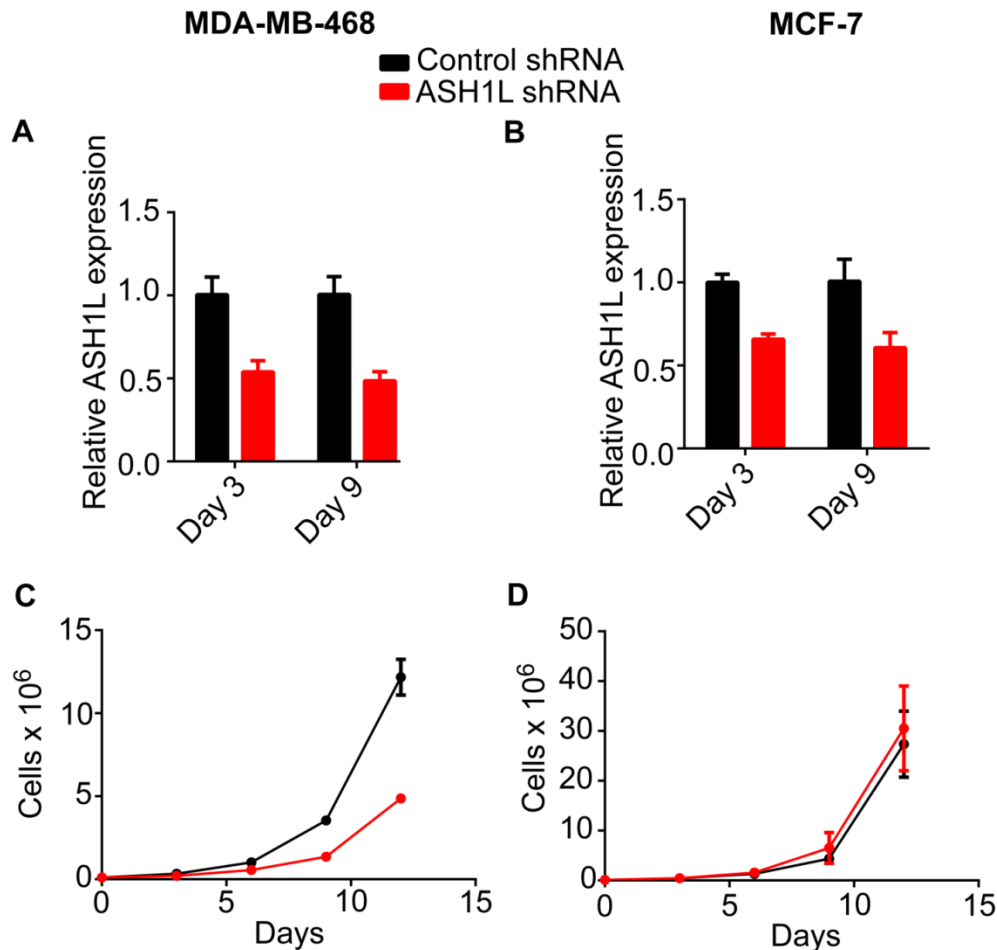 MDA-MB-468
MCF-7
Control shRNA
ASH1L shRNA
A
Relative ASH1L expression
1.5
1.0
0.5
0.0
Day 3
Day 9
B
Relative ASH1L expression
1.5
1.0
0.5
0.0
Day 3
Day 9
C
Cells x 10⁶
15
10
5
0
0
5
10
15
Days
D
Cells x 10⁶
50
40
30
20
10
0
0
5
10
15
Days